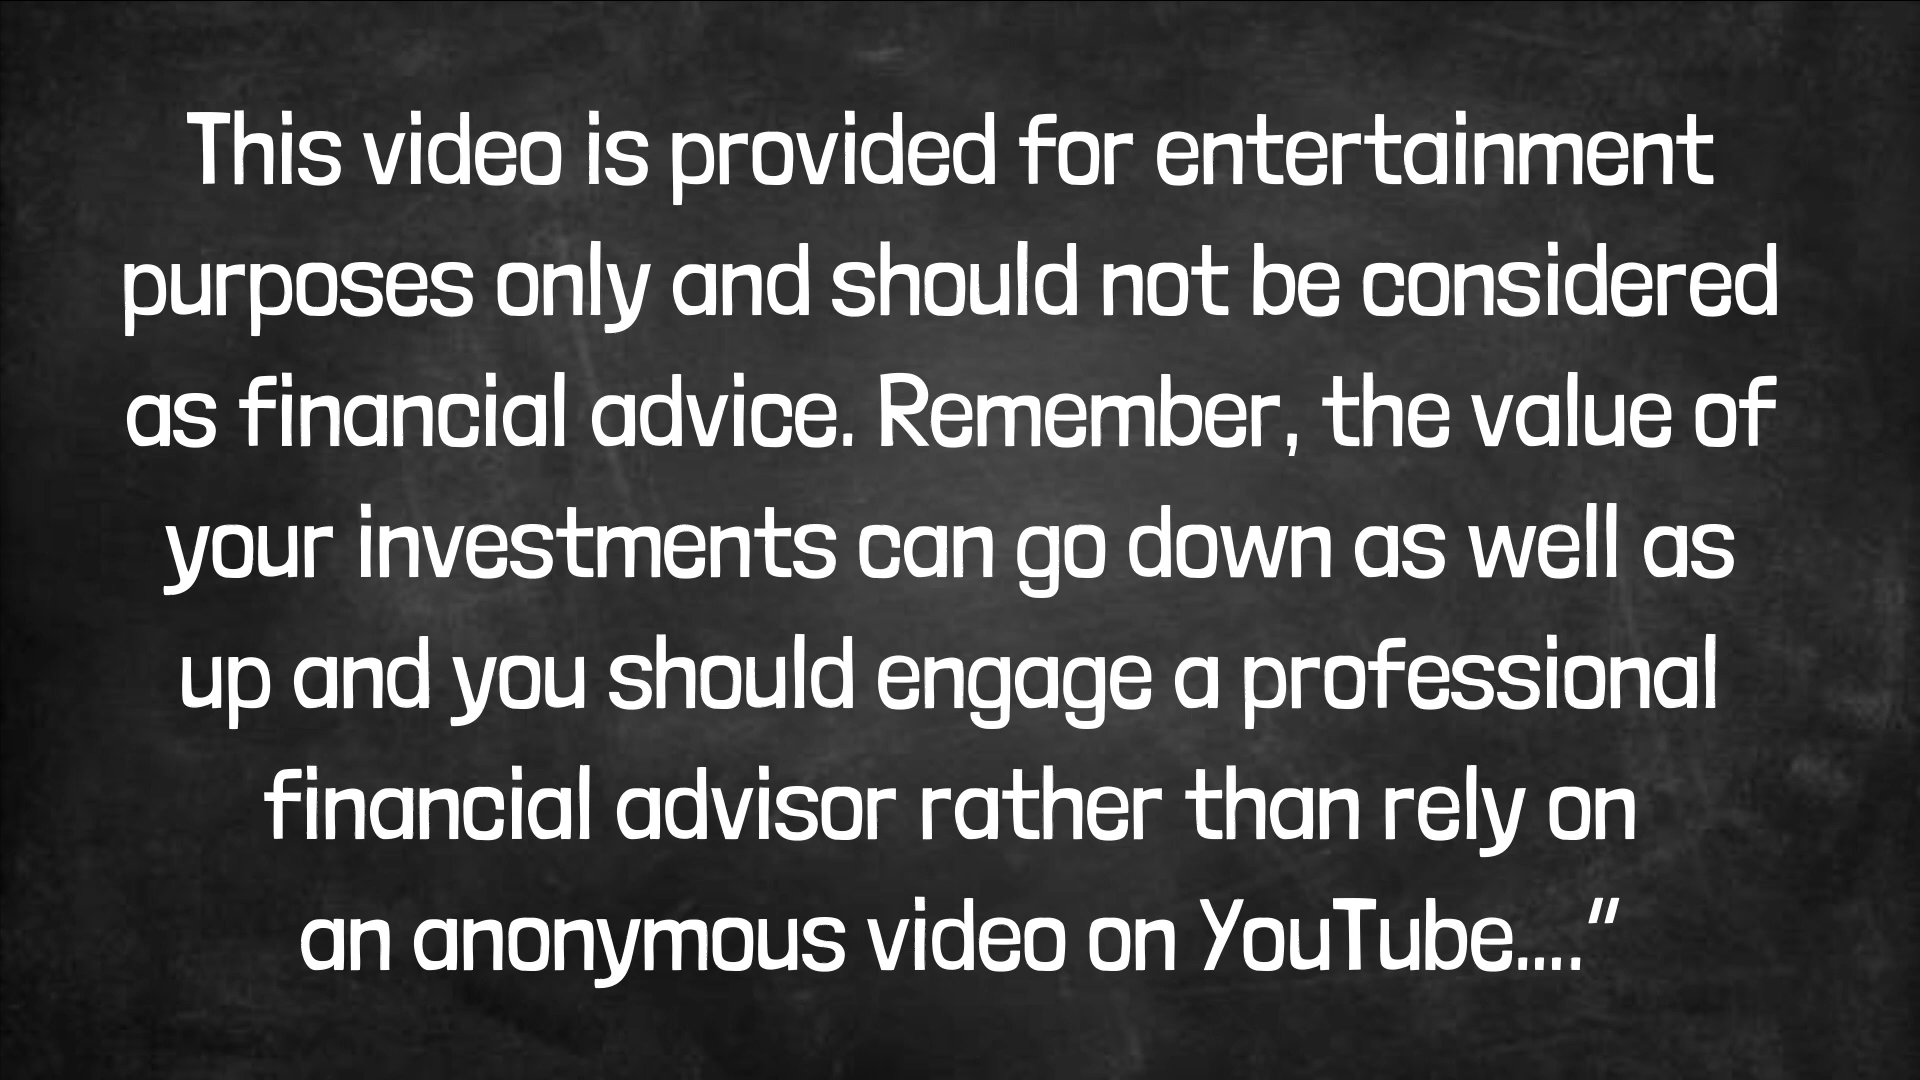 This video is provided for entertainment
purposes only and should not be considered
as financial advice. Remember, the value of
your investments can go down as well as
up and you should engage a professional
financial advisor rather than rely on
an anonymous video on YouTube....”